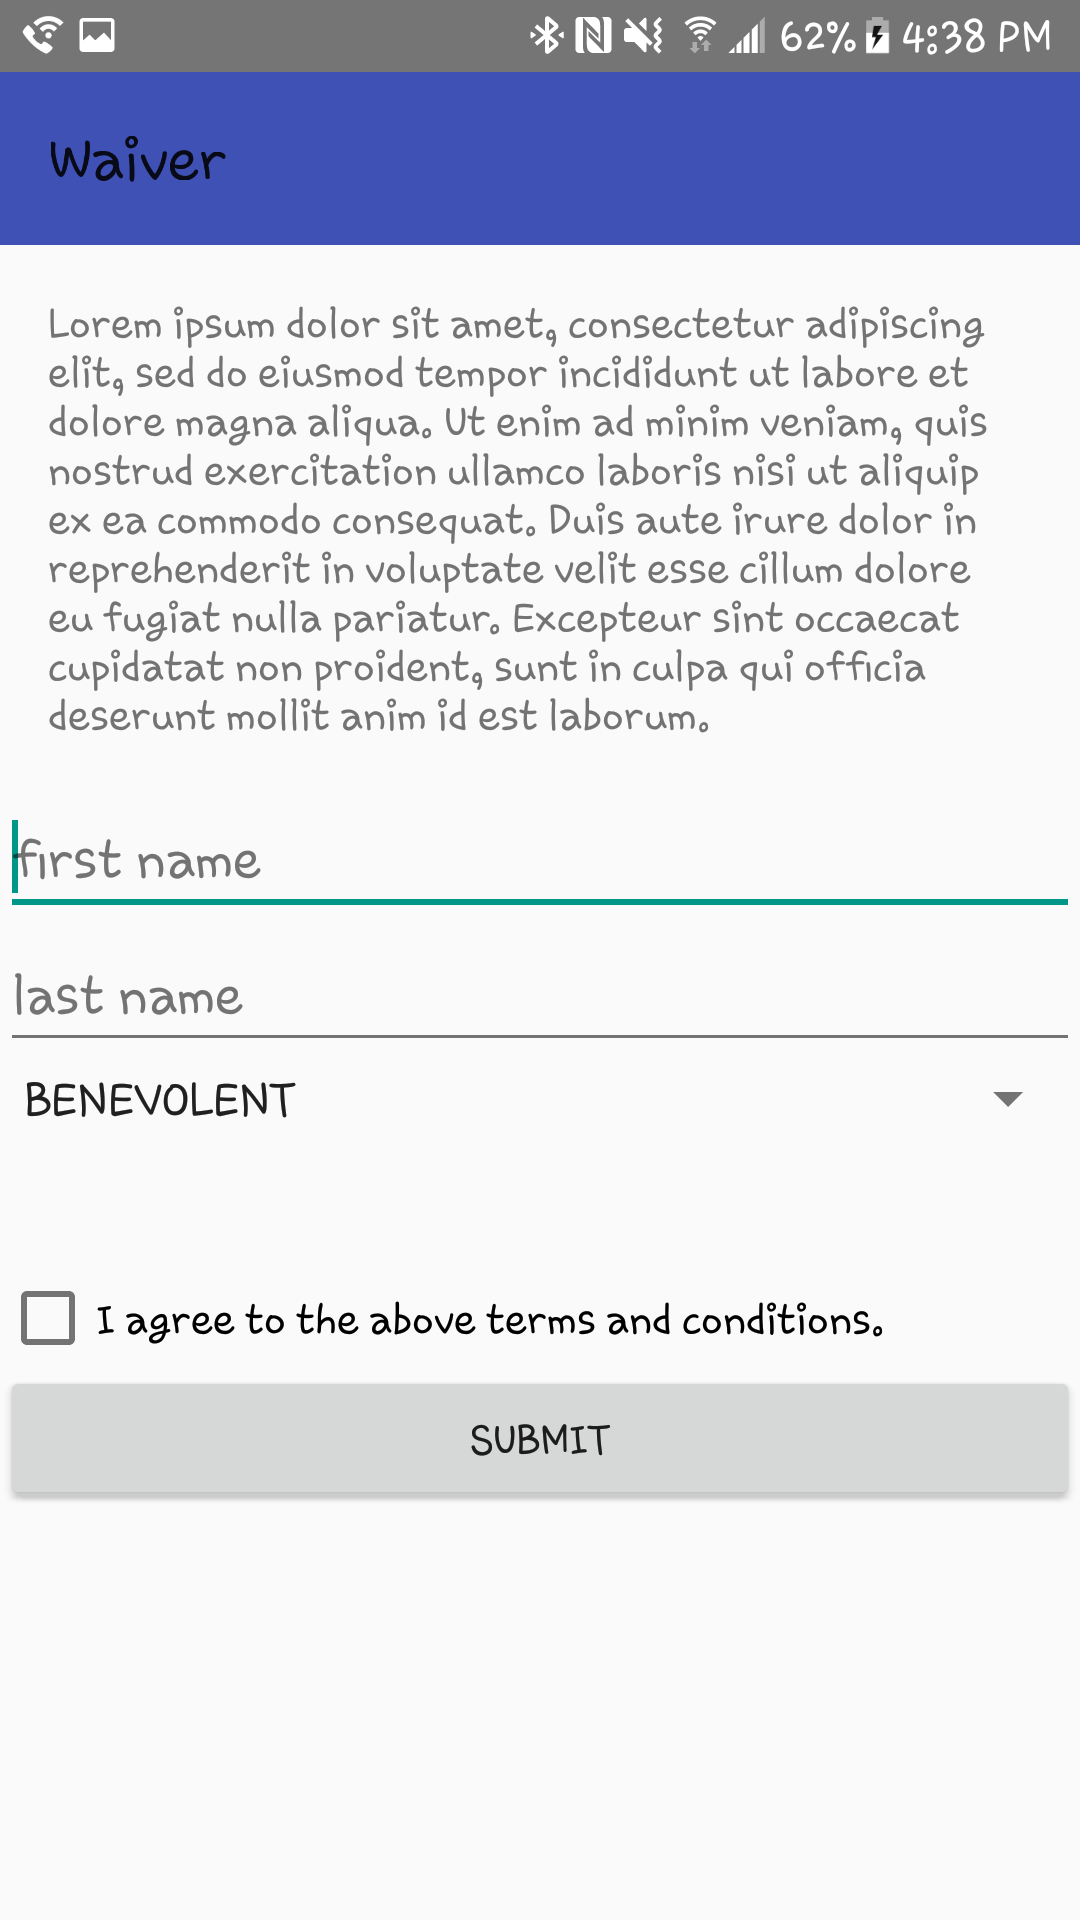 62% 4:38 PM
Waiver
Lorem ipsum dolor sit amet, consectetur adipiscing
elit, sed do eiusmod tempor incididunt ut labore et
dolore magna aliqua. Ut enim ad minim veniam, quis
nostrud exercitation ullamco laboris nisi ut aliquip
ex ea commodo consequat. Duis aute irure dolor in
reprehenderit in voluptate velit esse cillum dolore
eu fugiat nulla pariatur. Excepteur sint occaecat
cupidatat non proident, sunt in culpa qui officia
deserunt mollit anim id est laborum.
first name
last name
BENEVOLENT
I agree to the above terms and conditions.
SUBMIT